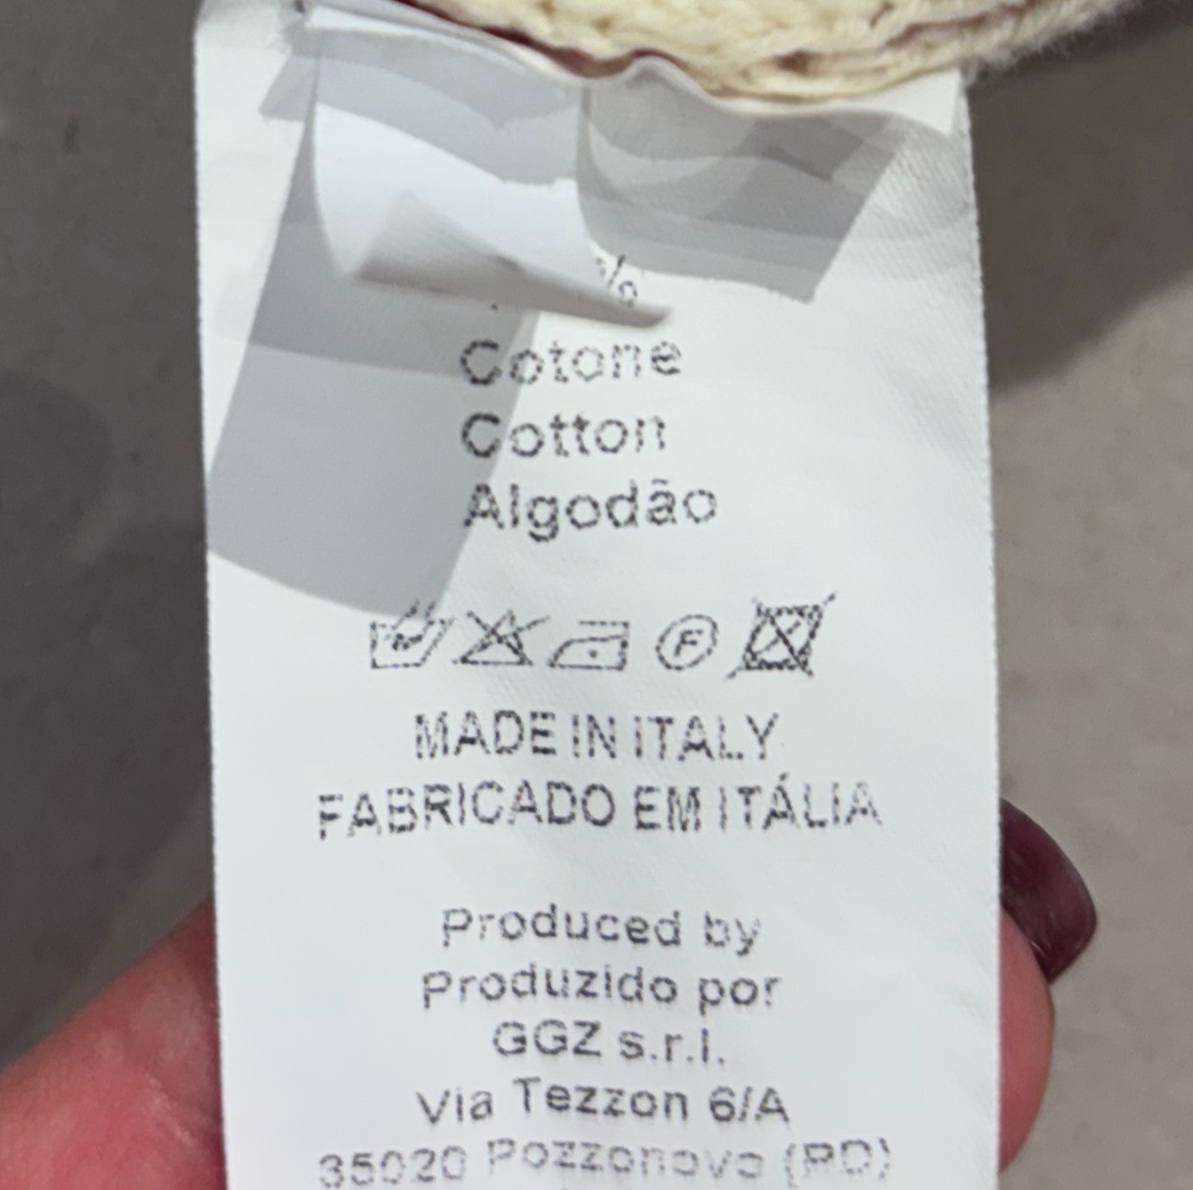 %
Cotone
Cotton
Algodão
F
MADE IN ITALY
FABRICADO EM ITÁLIA
Produced by
Produzido por
GGZ s.r.l.
Via Tezzon 6/A
35020 Pozzonovo (PD)